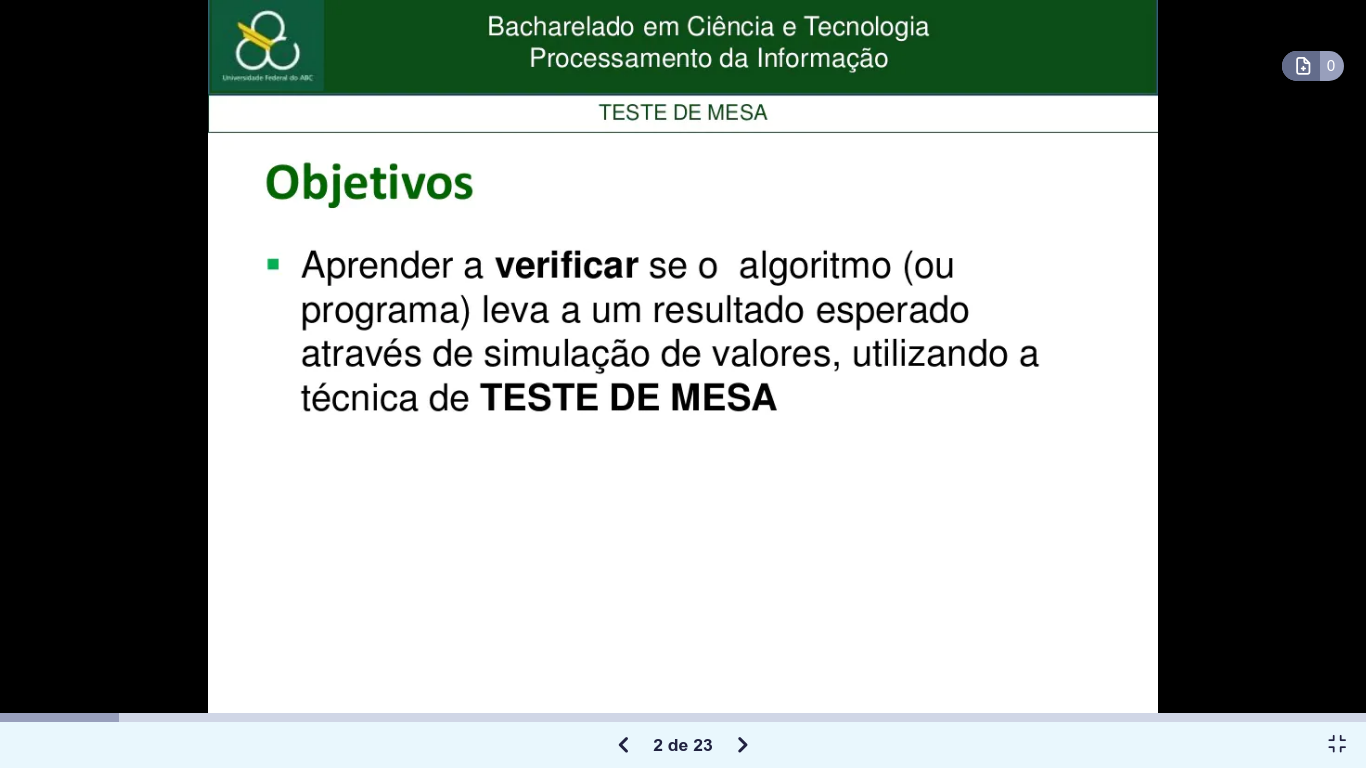 Bacharelado em Ciência e Tecnologia
Processamento da Informação
Universidade Federal do ABC
0
TESTE DE MESA
Objetivos
Aprender a verificar se o algoritmo (ou
programa) leva a um resultado esperado
através de simulação de valores, utilizando a
técnica de TESTE DE MESA
2 de 23